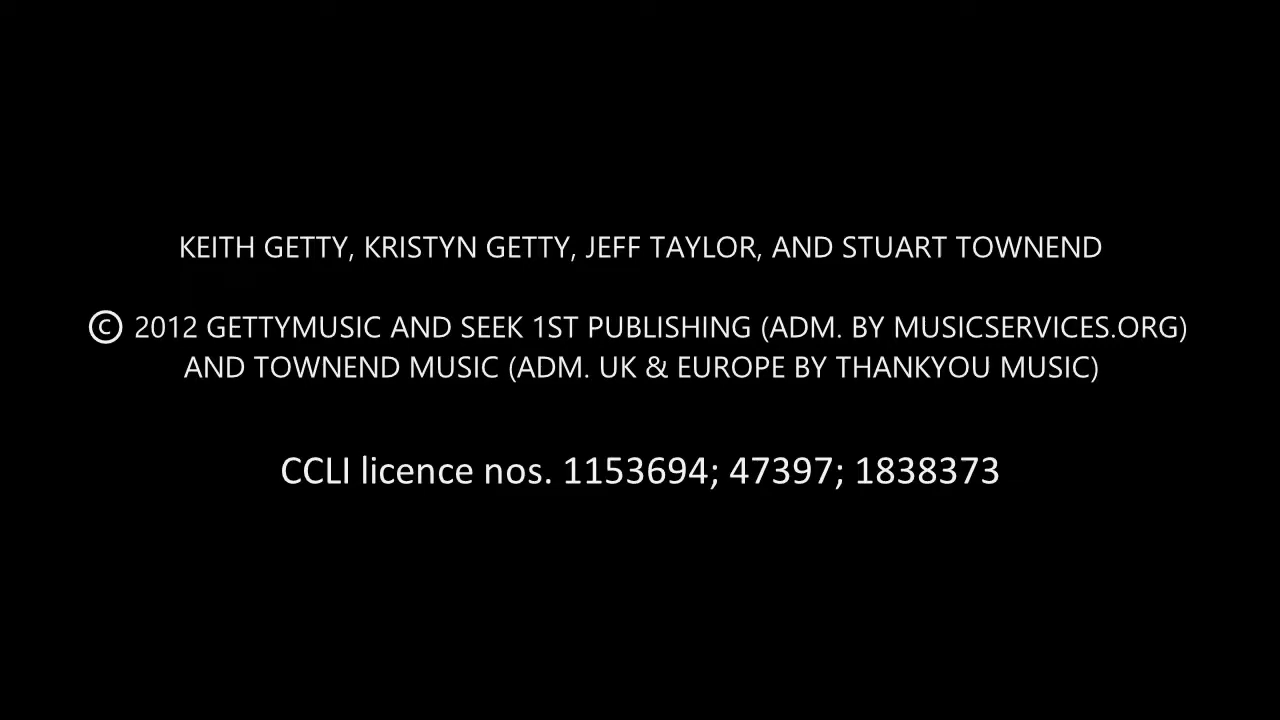 KEITH GETTY, KRISTYN GETTY, JEFF TAYLOR, AND STUART TOWNEND
© 2012 GETTYMUSIC AND SEEK 1ST PUBLISHING (ADM. BY MUSICSERVICES.ORG)
AND TOWNEND MUSIC (ADM. UK & EUROPE BY THANKYOU MUSIC)
CCLI licence nos. 1153694; 47397; 1838373